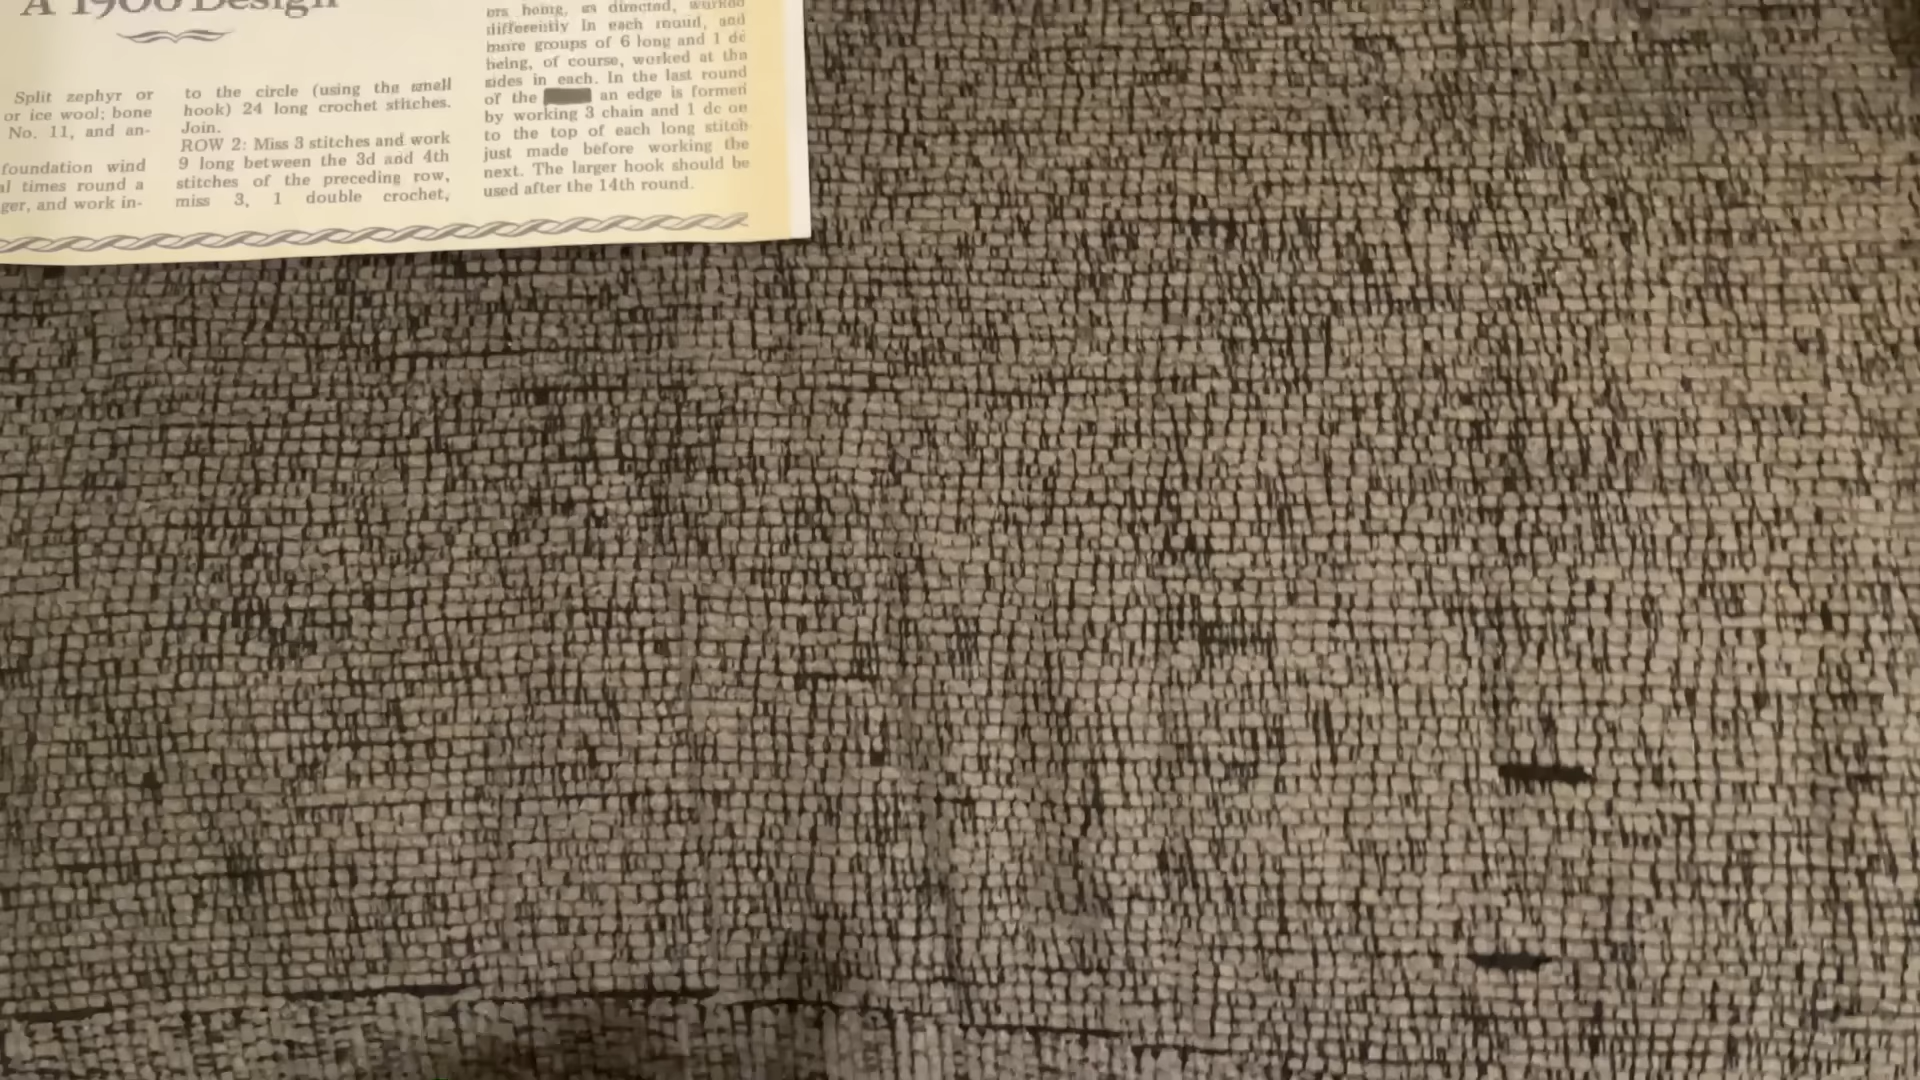 A 1900 Design
Split zephyr or
or ice wool; bone
No. 11, and an-
foundation wind
al times round a
ger, and work in-
to the circle (using the small
hook) 24 long crochet stitches.
Join.
ROW 2: Miss 3 stitches and work
9 long between the 3d and 4th
stitches of the preceding row,
miss 3, 1 double crochet,
ors being, as directed, worked
differently in each round, and
more groups of 6 long and 1 dc
being, of course, worked at the
sides in each. In the last round
of the an edge is formed
by working 3 chain and 1 dc on
to the top of each long stitch
just made before working the
next. The larger hook should be
used after the 14th round.